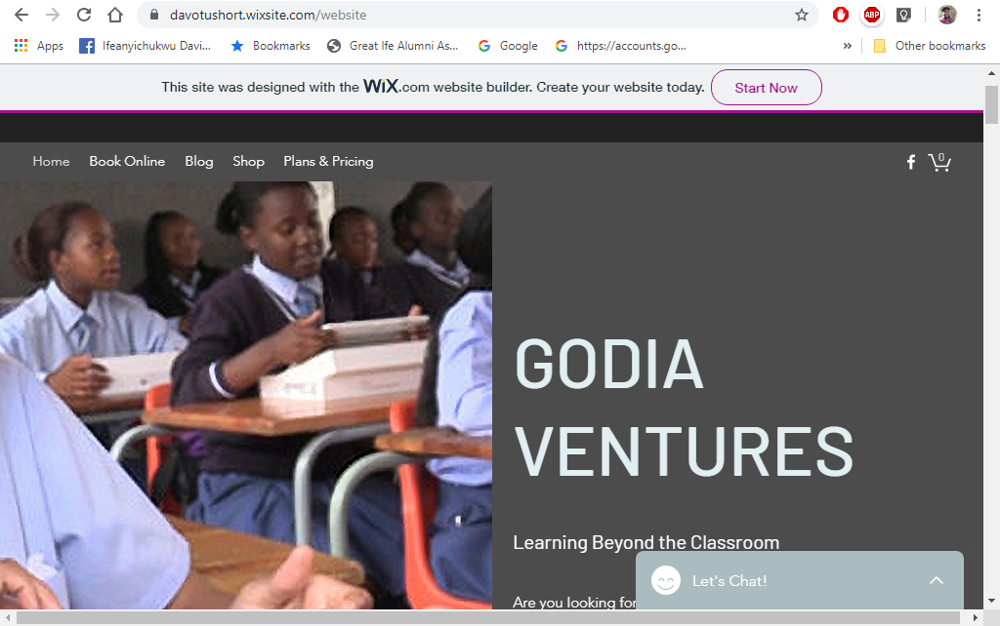 davotushort.wixsite.com/website
ABP
Apps
Ifeanyichukwu Davi...
Bookmarks
Great Ife Alumni As...
Google
https://accounts.go...
»
Other bookmarks
This site was designed with the WiX.com website builder. Create your website today.
Start Now
Home
Book Online
Blog
Shop
Plans & Pricing
0
GODIA
VENTURES
Learning Beyond the Classroom
Let's Chat!
Are you looking for